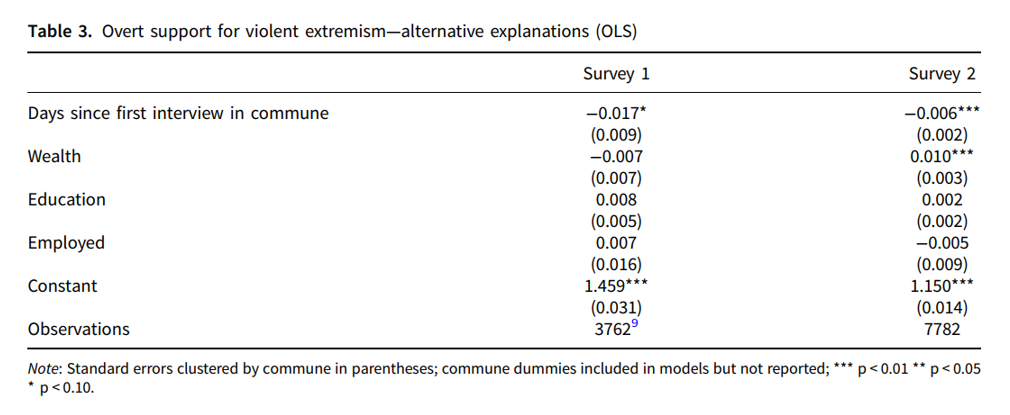 Table 3. Overt support for violent extremism—alternative explanations (OLS)
Survey 1 Survey 2
Days since first interview in commune −0.017* −0.006***
(0.009) (0.002)
Wealth −0.007 0.010***
(0.007) (0.003)
Education 0.008 0.002
(0.005) (0.002)
Employed 0.007 −0.005
(0.016) (0.009)
Constant 1.459*** 1.150***
(0.031) (0.014)
Observations 3762⁹ 7782
Note: Standard errors clustered by commune in parentheses; commune dummies included in models but not reported; *** p < 0.01 ** p < 0.05
* p < 0.10.